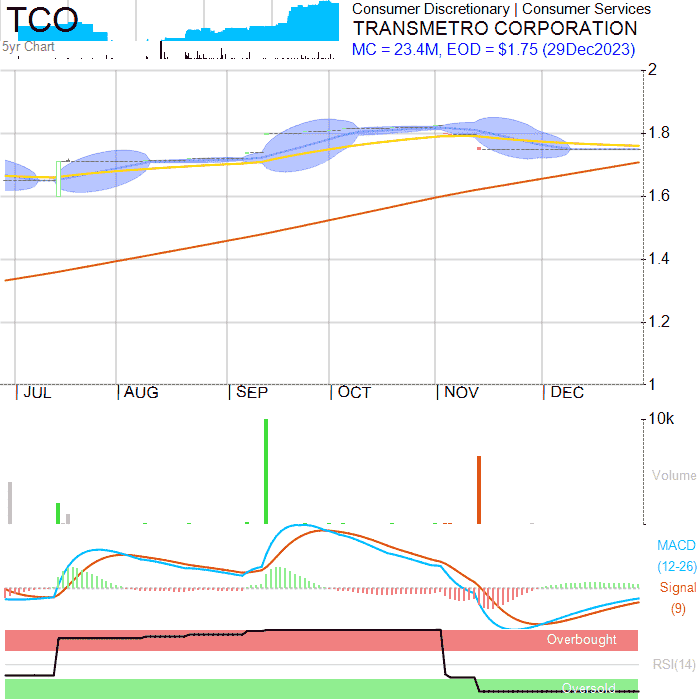 TCO
Consumer Discretionary | Consumer Services
TRANSMETRO CORPORATION
5yr Chart
MC = 23.4M, EOD = $1.75 (29Dec2023)
2
1.8
1.6
1.4
1.2
1
JUL AUG SEP OCT NOV DEC
10k
Volume
MACD
(12-26)
Signal
(9)
Overbought
RSI(14)
Oversold